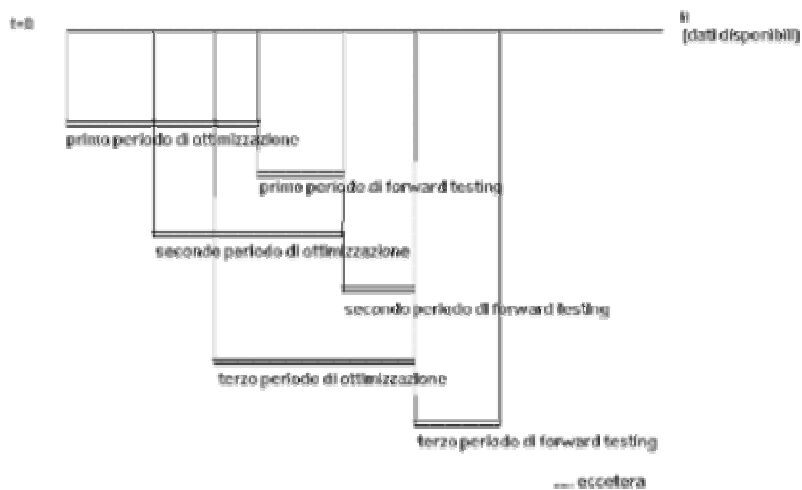 t=0
n
(dati disponibili)
primo periodo di ottimizzazione
primo periodo di forward testing
secondo periodo di ottimizzazione
secondo periodo di forward testing
terzo periodo di ottimizzazione
terzo periodo di forward testing
.... eccetera